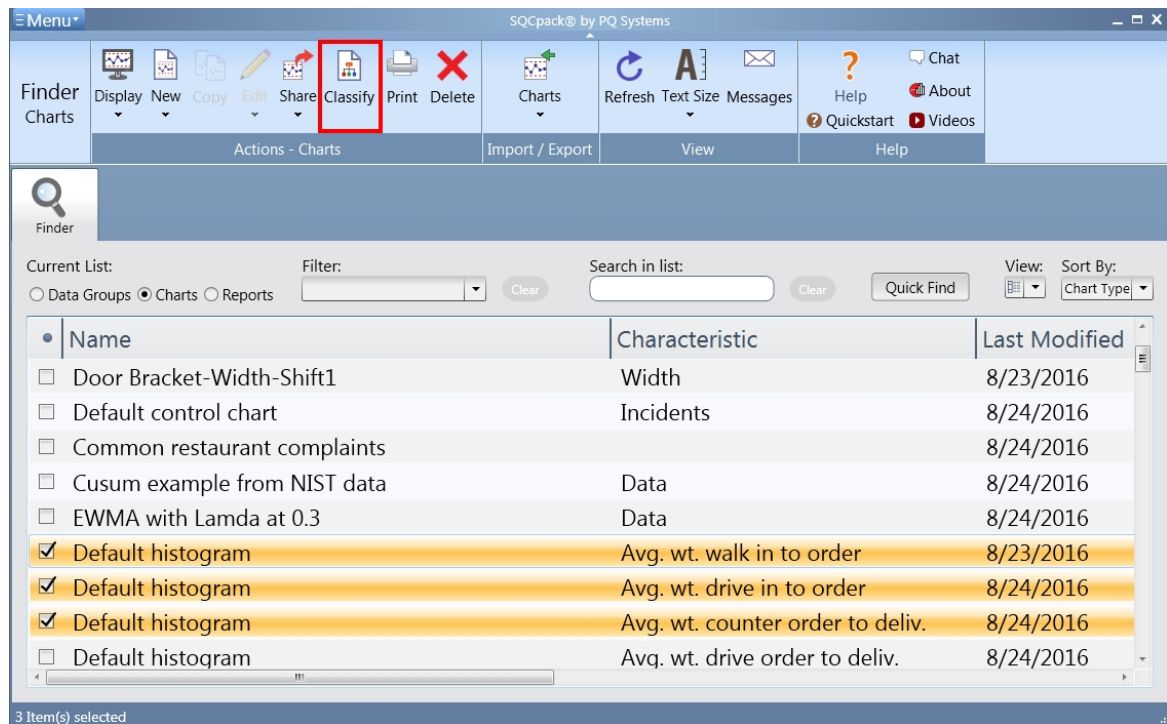 Menu
SQCpack® by PQ Systems
Finder
Charts
Display New Copy Edit Share Classify Print Delete
Actions - Charts
Charts
Import / Export
Refresh Text Size Messages
View
Help
Quickstart
Chat
About
Videos
Help
Finder
Current List:
Data Groups Charts Reports
Filter:
Clear
Search in list:
Clear
Quick Find
View:
Sort By:
Chart Type
Name Characteristic Last Modified
Door Bracket-Width-Shift1 Width 8/23/2016
Default control chart Incidents 8/24/2016
Common restaurant complaints 8/24/2016
Cusum example from NIST data Data 8/24/2016
EWMA with Lamda at 0.3 Data 8/24/2016
Default histogram Avg. wt. walk in to order 8/23/2016
Default histogram Avg. wt. drive in to order 8/24/2016
Default histogram Avg. wt. counter order to deliv. 8/24/2016
Default histogram Avg. wt. drive order to deliv. 8/24/2016
3 Item(s) selected